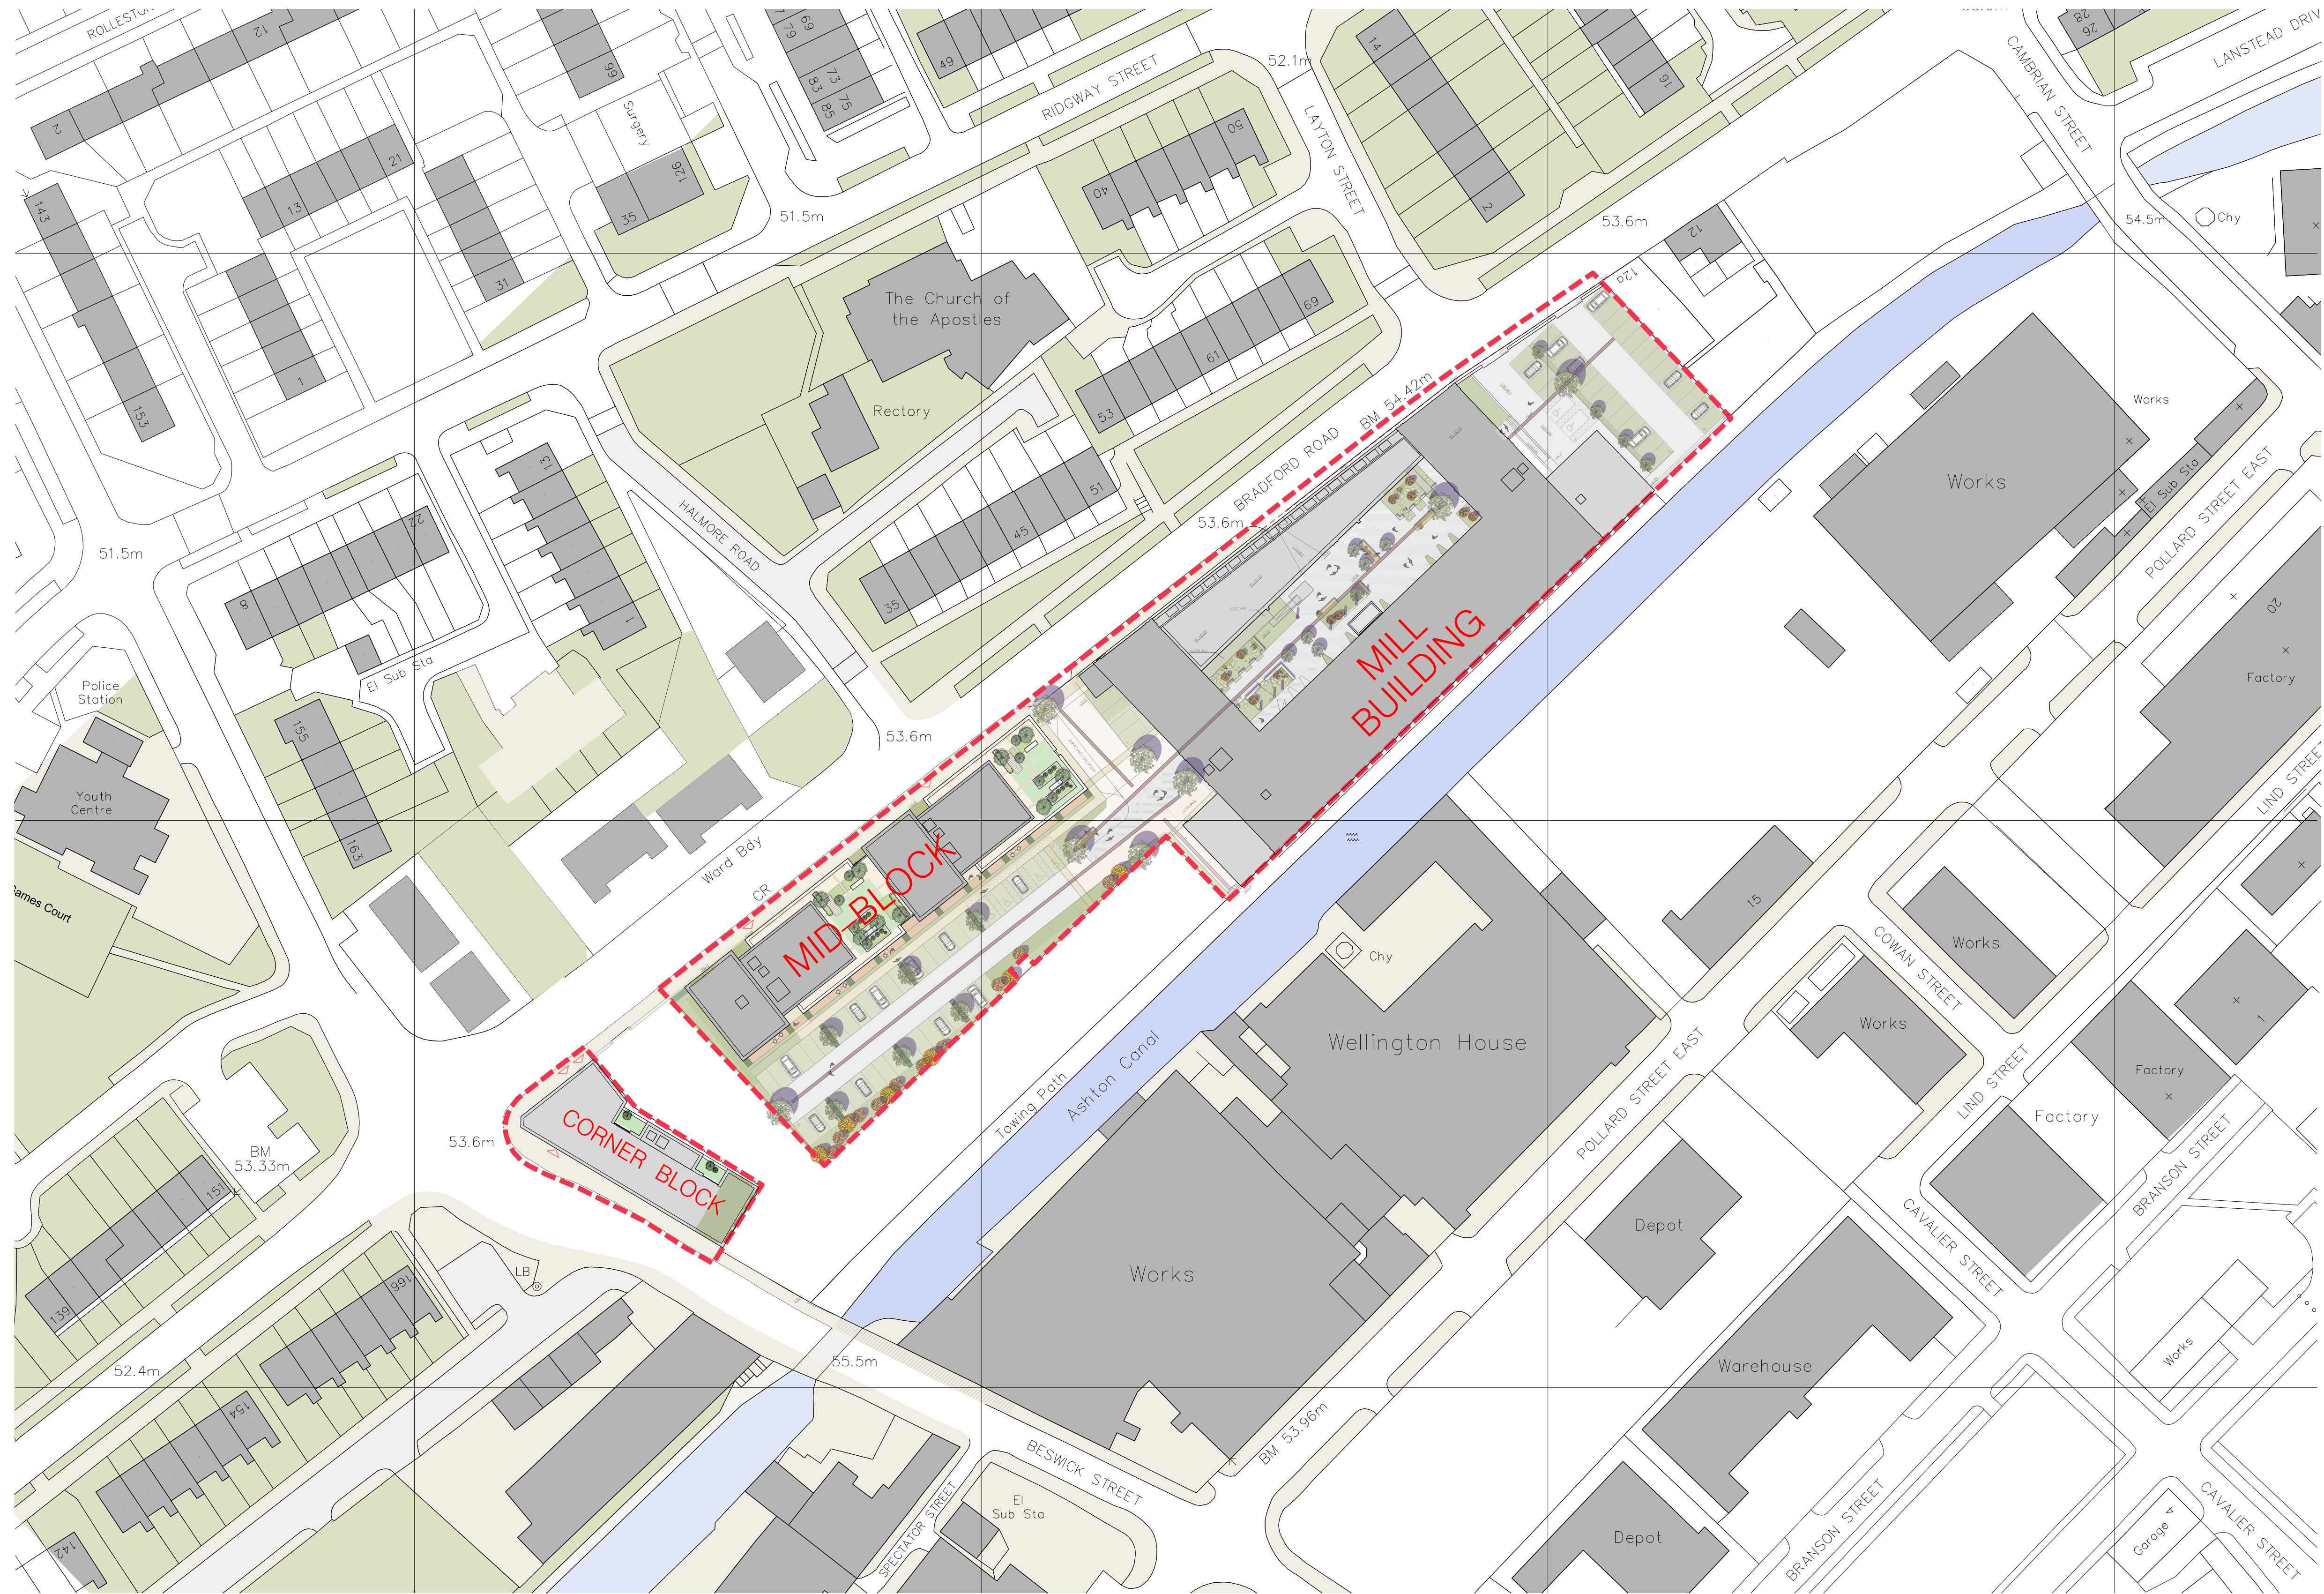 12
2
99
Surgery
126
35
79
69
73
83
75
85
49
RIDGWAY STREET
52.1m
14
16
LAYTON STREET
2
CAMBRIAN STREET
28
26
LANSTEAD DRIV
54.5m
Chy
21
13
143
153
1
31
51.5m
40
50
53.6m
12
12a
The Church of
the Apostles
Rectory
69
61
53
BM 54.42m
BRADFORD ROAD
53.6m
51
45
35
HALMORE ROAD
13
1
22
8
El Sub Sta
51.5m
Police
Station
Youth
Centre
155
163
Ward Bdy
CR
53.6m
MILL
BUILDING
MID-BLOCK
CORNER BLOCK
Works
Works
El Sub Sta
POLLARD STREET EAST
20
Factory
LIND STREET
15
COWAN STREET
Works
Works
1
Factory
Factory
LIND STREET
BRANSON STREET
CAVALIER STREET
Chy
Wellington House
POLLARD STREET EAST
Ashton Canal
Towing Path
Works
Depot
Warehouse
Depot
BRANSON STREET
Works
Garage
4
CAVALIER STREET
ames Court
BM
53.33m
151
139
53.6m
LB
166
154
142
52.4m
55.5m
BESWICK STREET
BM 53.96m
SPECTATOR STREET
El
Sub Sta